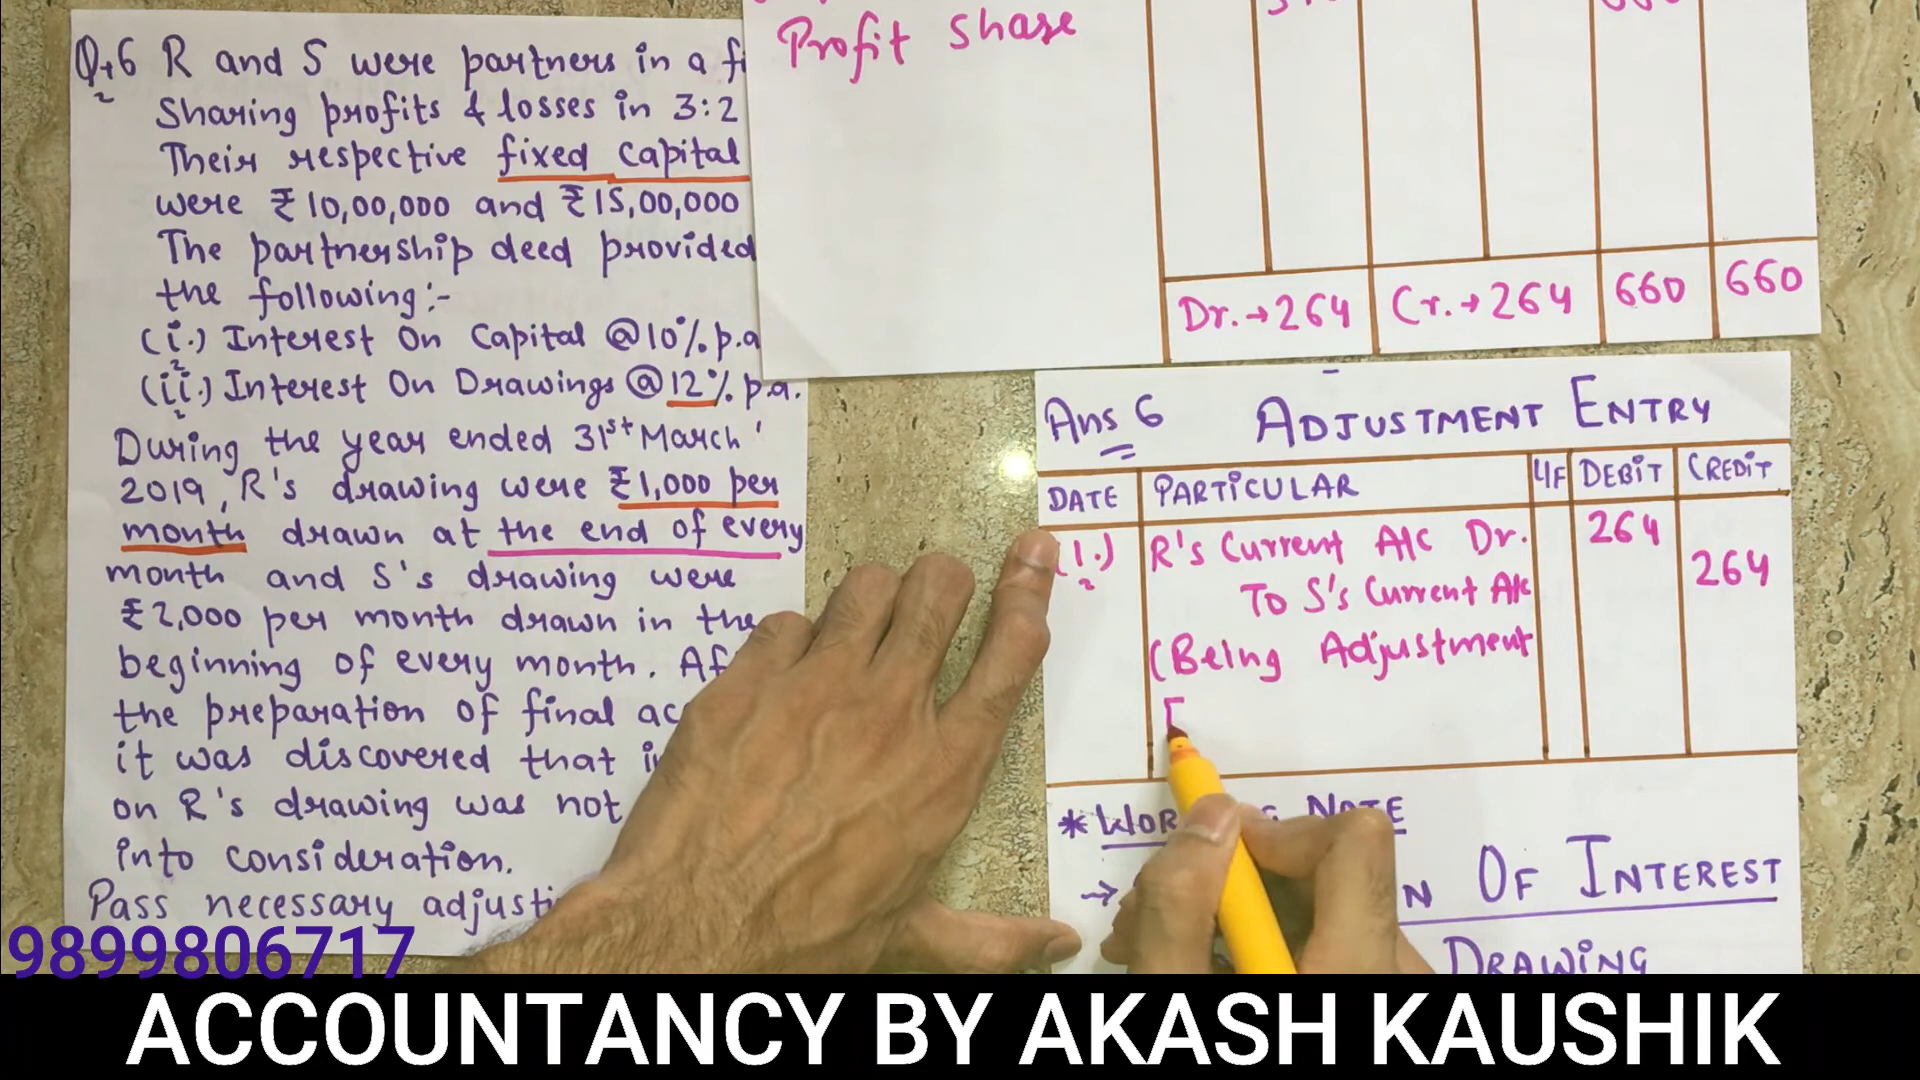 Q.6 R and S were partners in a fi
Sharing profits & losses in 3:2
Their respective fixed Capital
were ₹10,00,000 and ₹15,00,000
The partnership deed provided
the following:-
(i.) Interest On Capital @10% p.a
(ii.) Interest On Drawings @12% p.a.
During the year ended 31st March'
2019, R's drawing were ₹1,000 per
month drawn at the end of every
month and S's drawing were
₹2,000 per month drawn in the
beginning of every month. Af
the preparation of final ac
it was discovered that i
on R's drawing was not
into consideration.
Pass necessary adjusti
Profit Share
Dr.→264 Cr.→264 660 660
Ans 6 ADJUSTMENT ENTRY
DATE PARTICULAR L/F DEBIT CREDIT
(1.) R's Current A/c Dr. 264
To S's Current A/c 264
(Being Adjustment
* NOTE
→ OF INTEREST
DRAWING
9899806717
ACCOUNTANCY BY AKASH KAUSHIK